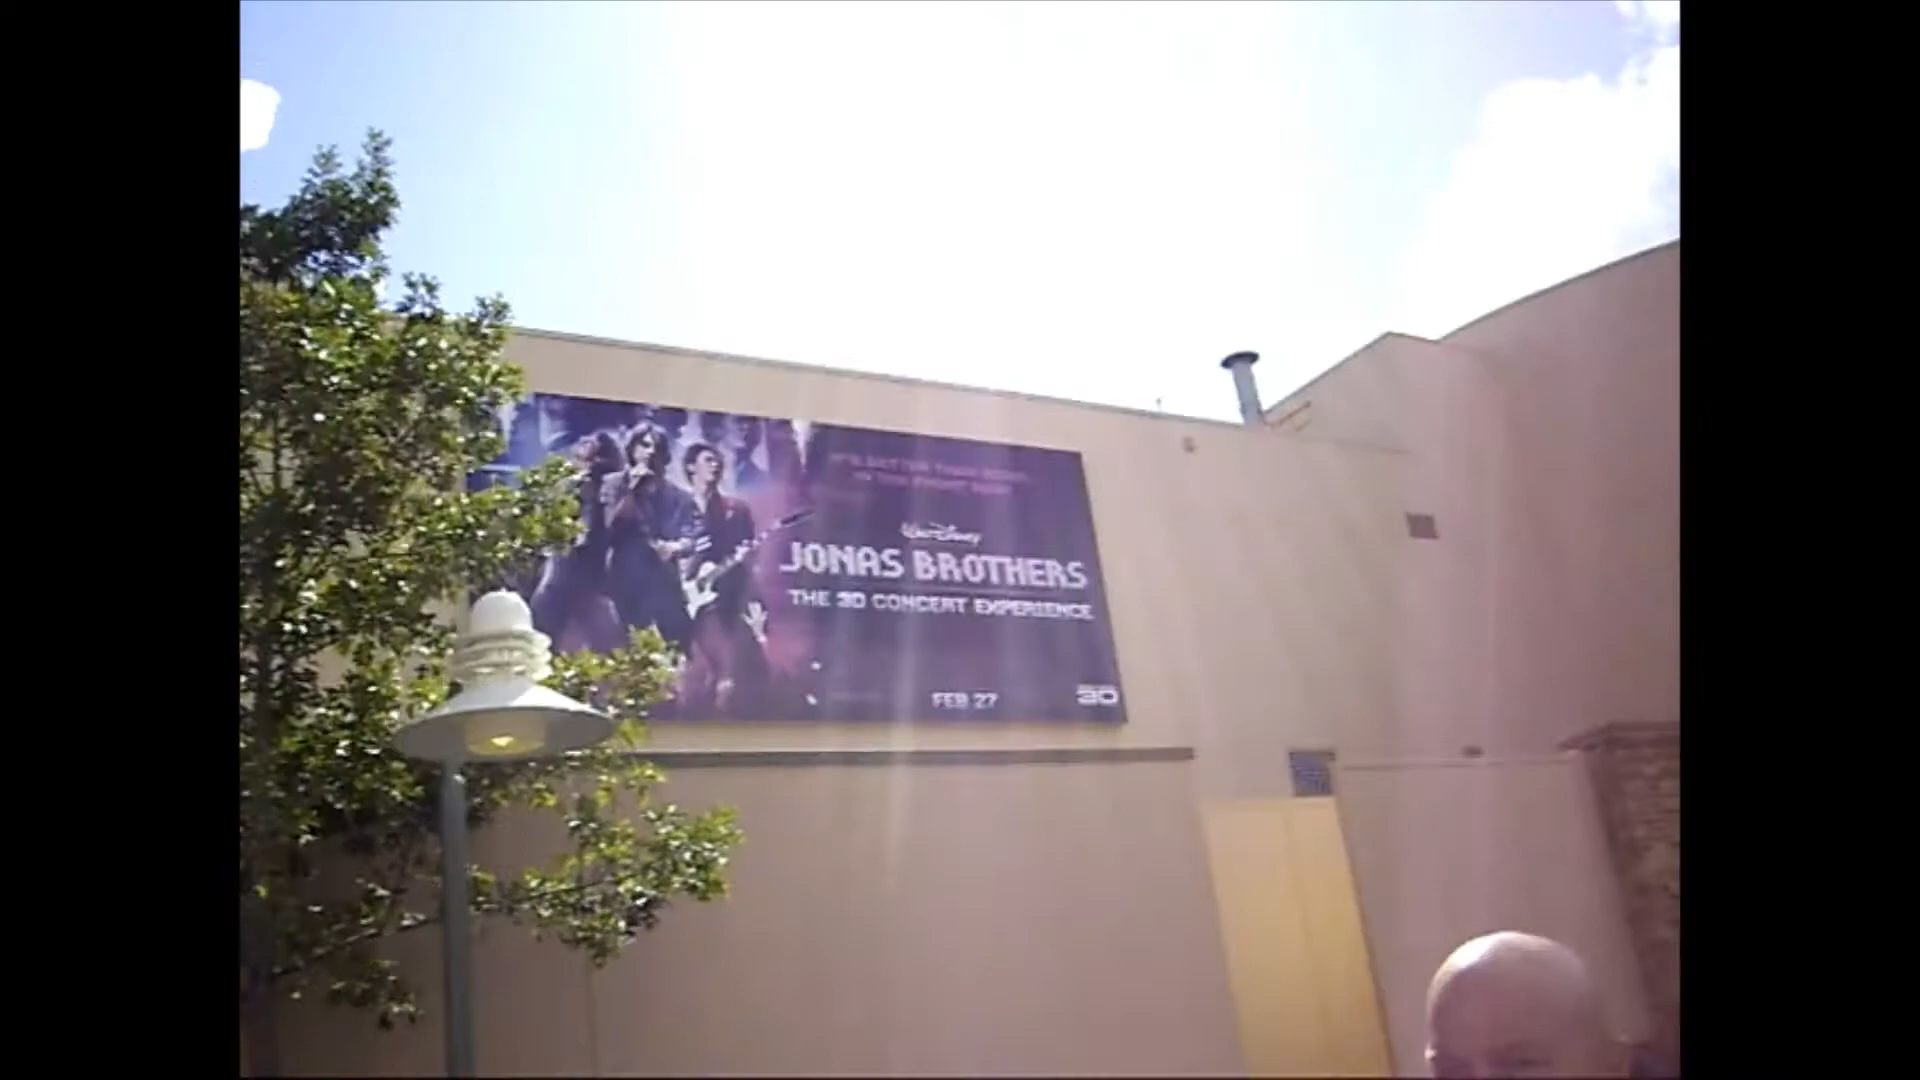 WALT DISNEY
JONAS BROTHERS
THE 3D CONCERT EXPERIENCE
FEB 27
3D